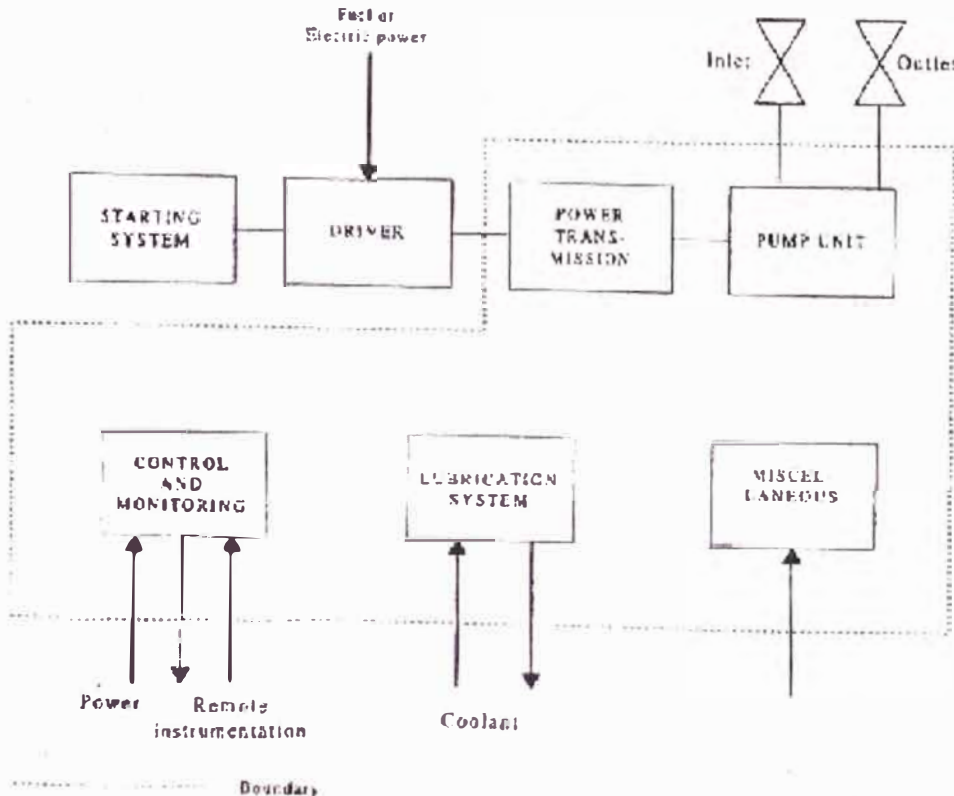 Fuel or
Electric power
Inlet
Outlet
STARTING
SYSTEM
DRIVER
POWER
TRANS-
MISSION
PUMP UNIT
CONTROL
AND
MONITORING
LUBRICATION
SYSTEM
MISCEL-
LANEOUS
Power
Remote
instrumentation
Coolant
Boundary